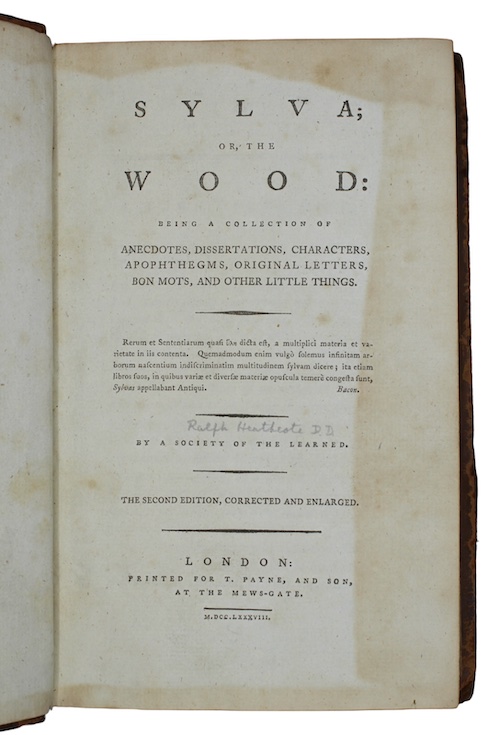 SYLVA;
OR, THE
WOOD:
BEING A COLLECTION OF
ANECDOTES, DISSERTATIONS, CHARACTERS,
APOPHTHEGMS, ORIGINAL LETTERS,
BON MOTS, AND OTHER LITTLE THINGS.
Rerum et Sententiarum quasi ὕλη dicta eſt, a multiplici materia et va-
rietate in iis contenta. Quemadmodum enim vulgò ſolemus infinitam ar-
borum naſcentium indiſcriminatim multitudinem ſylvam dicere; ita etiam
libros ſuos, in quibus variæ et diverſæ materiæ opuſcula temerè congeſta ſunt,
Sylvas appellabant Antiqui. Bacon.
Ralph Heathcote D D
BY A SOCIETY OF THE LEARNED.
THE SECOND EDITION, CORRECTED AND ENLARGED.
LONDON:
PRINTED FOR T. PAYNE, AND SON,
AT THE MEWS-GATE.
M.DCC.LXXXVIII.